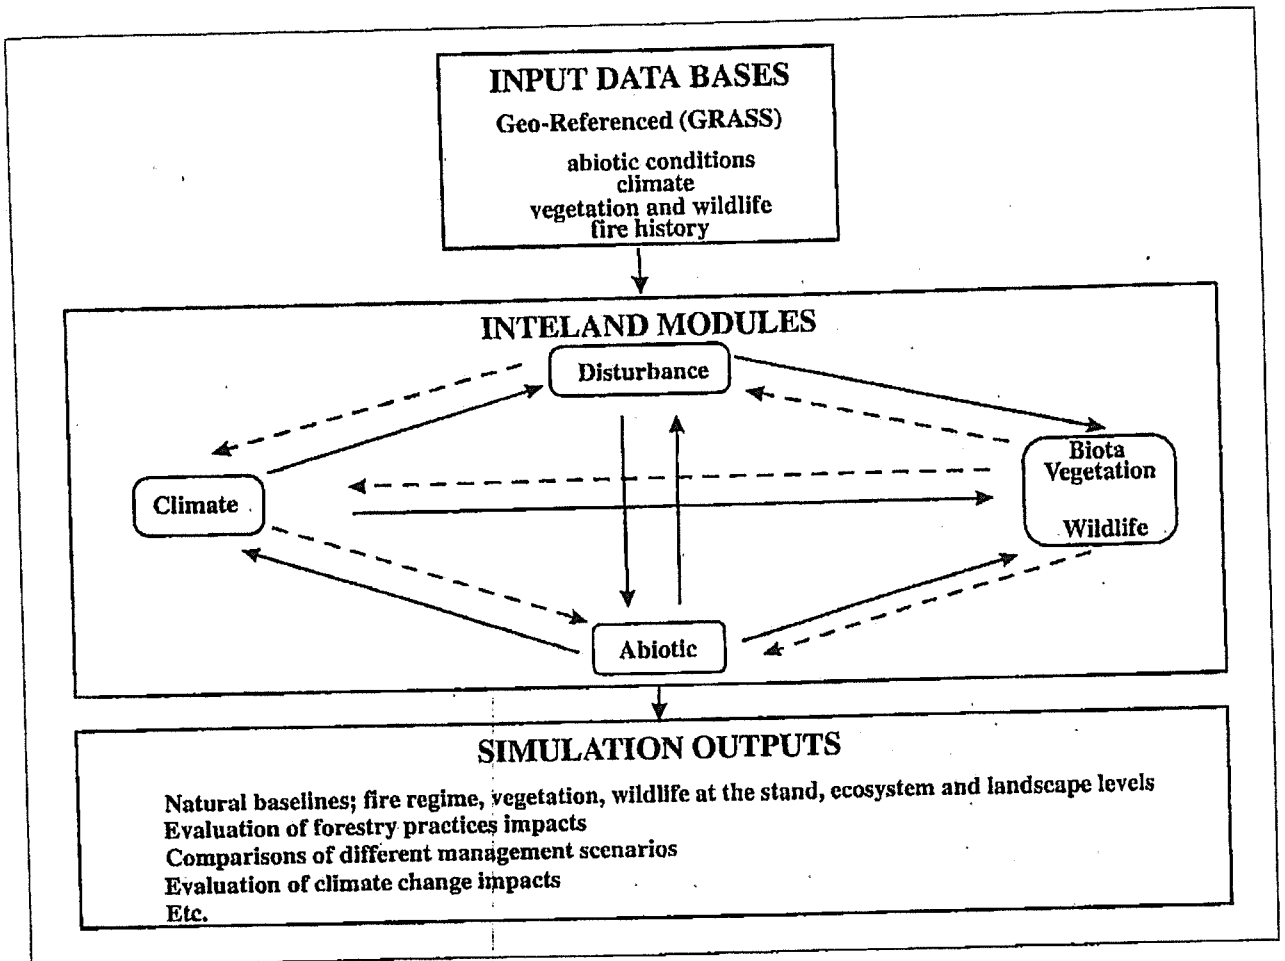 INPUT DATA BASES
Geo-Referenced (GRASS)
abiotic conditions
climate
vegetation and wildlife
fire history
INTELAND MODULES
Disturbance
Biota
Vegetation
Climate
Wildlife
Abiotic
SIMULATION OUTPUTS
Natural baselines; fire regime, vegetation, wildlife at the stand, ecosystem and landscape levels
Evaluation of forestry practices impacts
Comparisons of different management scenarios
Evaluation of climate change impacts
Etc.